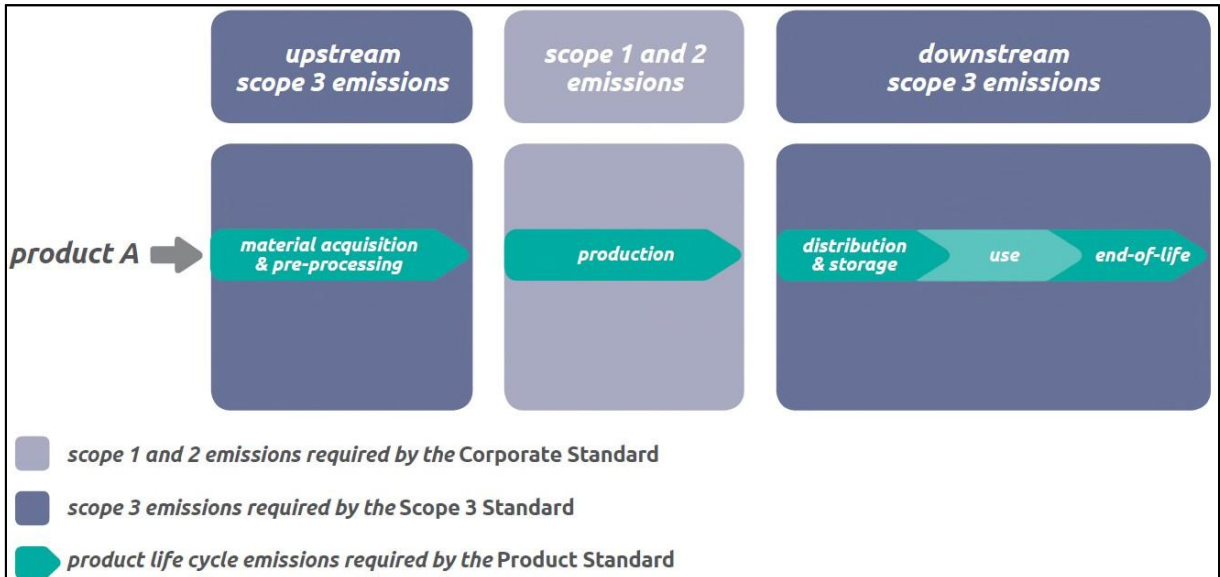 upstream
scope 3 emissions
scope 1 and 2
emissions
downstream
scope 3 emissions
product A
material acquisition
& pre-processing
production
distribution
& storage
use
end-of-life
scope 1 and 2 emissions required by the Corporate Standard
scope 3 emissions required by the Scope 3 Standard
product life cycle emissions required by the Product Standard